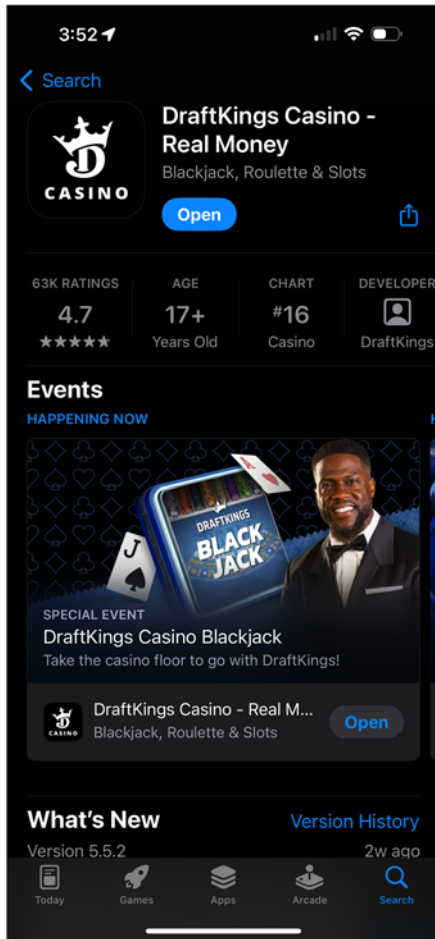 3:52
Search
DraftKings Casino -
Real Money
Blackjack, Roulette & Slots
CASINO
Open
63K RATINGS
AGE
CHART
DEVELOPER
4.7
17+
#16
★★★★★
Years Old
Casino
DraftKings
Events
HAPPENING NOW
A
J
DRAFTKINGS
BLACK
JACK
SPECIAL EVENT
DraftKings Casino Blackjack
Take the casino floor to go with DraftKings!
CASINO
DraftKings Casino - Real M...
Blackjack, Roulette & Slots
Open
What's New
Version History
Version 5.5.2
2w ago
Today
Games
Apps
Arcade
Search